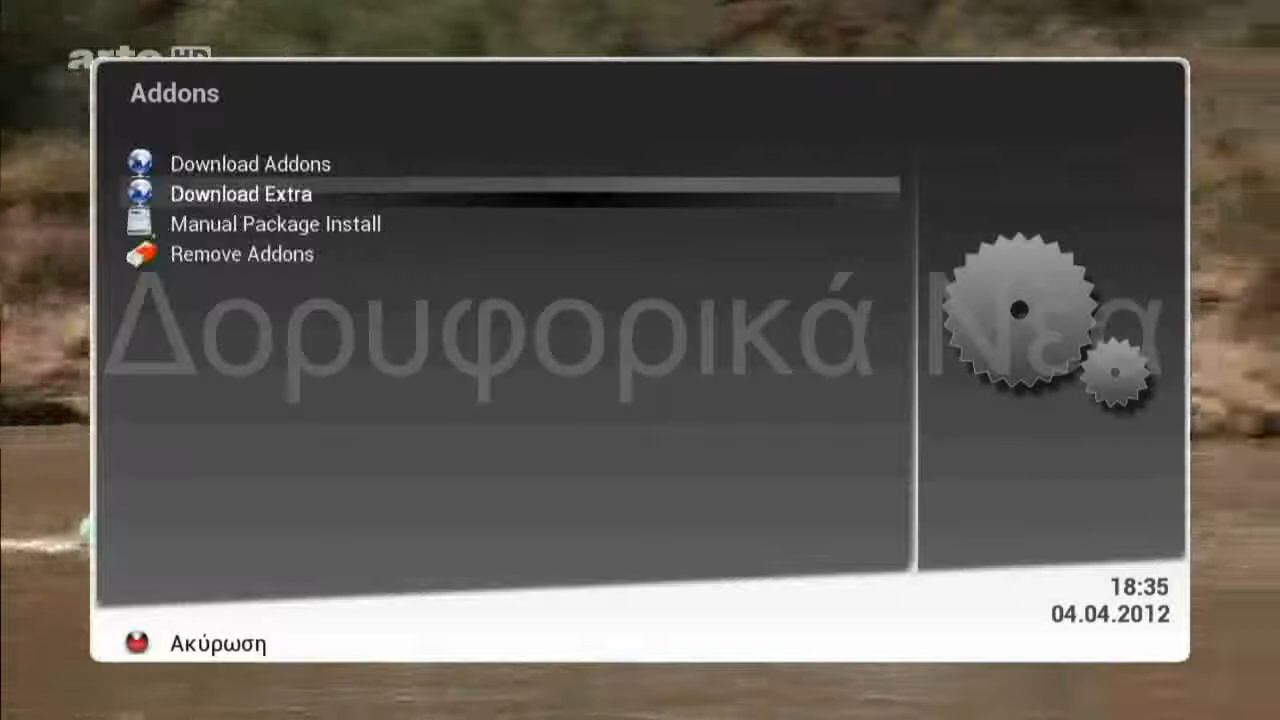 arte HD
Addons
Download Addons
Download Extra
Manual Package Install
Remove Addons
Δορυφορικά Νεα
18:35
04.04.2012
Ακύρωση